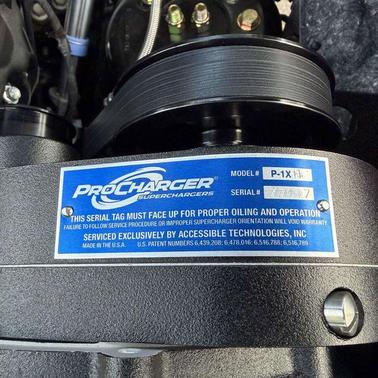 PROCHARGER
SUPERCHARGERS
MODEL# P-1X
SERIAL#
THIS SERIAL TAG MUST FACE UP FOR PROPER OILING AND OPERATION
FAILURE TO FOLLOW SERVICE PROCEDURE OR IMPROPER SUPERCHARGER ORIENTATION WILL VOID WARRANTY
SERVICED EXCLUSIVELY BY ACCESSIBLE TECHNOLOGIES, INC
MADE IN THE U.S.A. U.S. PATENT NUMBERS 6,439,208; 6,478,016; 6,516,788; 6,516,789